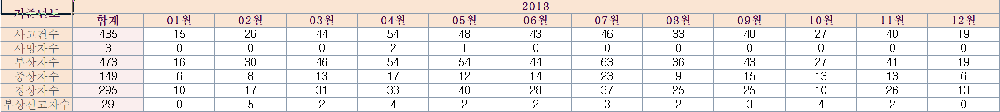 기준년도 2018
합계 01월 02월 03월 04월 05월 06월 07월 08월 09월 10월 11월 12월
사고건수 435 15 26 44 54 48 43 46 33 40 27 40 19
사망자수 3 0 0 0 2 1 0 0 0 0 0 0 0
부상자수 473 16 30 46 54 54 44 63 36 43 27 41 19
중상자수 149 6 8 13 17 12 14 23 9 15 13 13 6
경상자수 295 10 17 31 33 40 28 37 25 25 10 26 13
부상신고자수 29 0 5 2 4 2 2 3 2 3 4 2 0